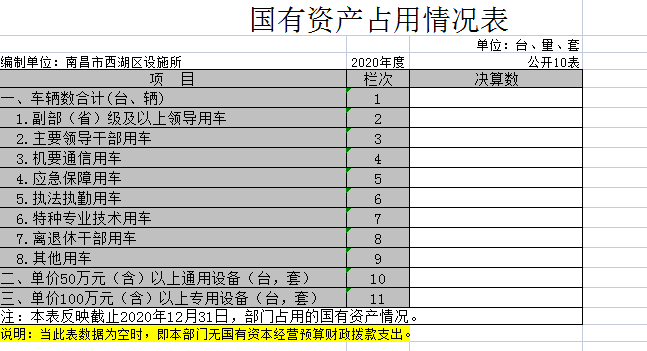 国有资产占用情况表
单位：台、量、套
编制单位：南昌市西湖区设施所 2020年度 公开10表
项 目 栏次 决算数
一、车辆数合计(台、辆) 1
1.副部（省）级及以上领导用车 2
2.主要领导干部用车 3
3.机要通信用车 4
4.应急保障用车 5
5.执法执勤用车 6
6.特种专业技术用车 7
7.离退休干部用车 8
8.其他用车 9
二、单价50万元（含）以上通用设备（台，套） 10
三、单价100万元（含）以上专用设备（台，套） 11
注：本表反映截止2020年12月31日，部门占用的国有资产情况。
说明：当此表数据为空时，即本部门无国有资本经营预算财政拨款支出。